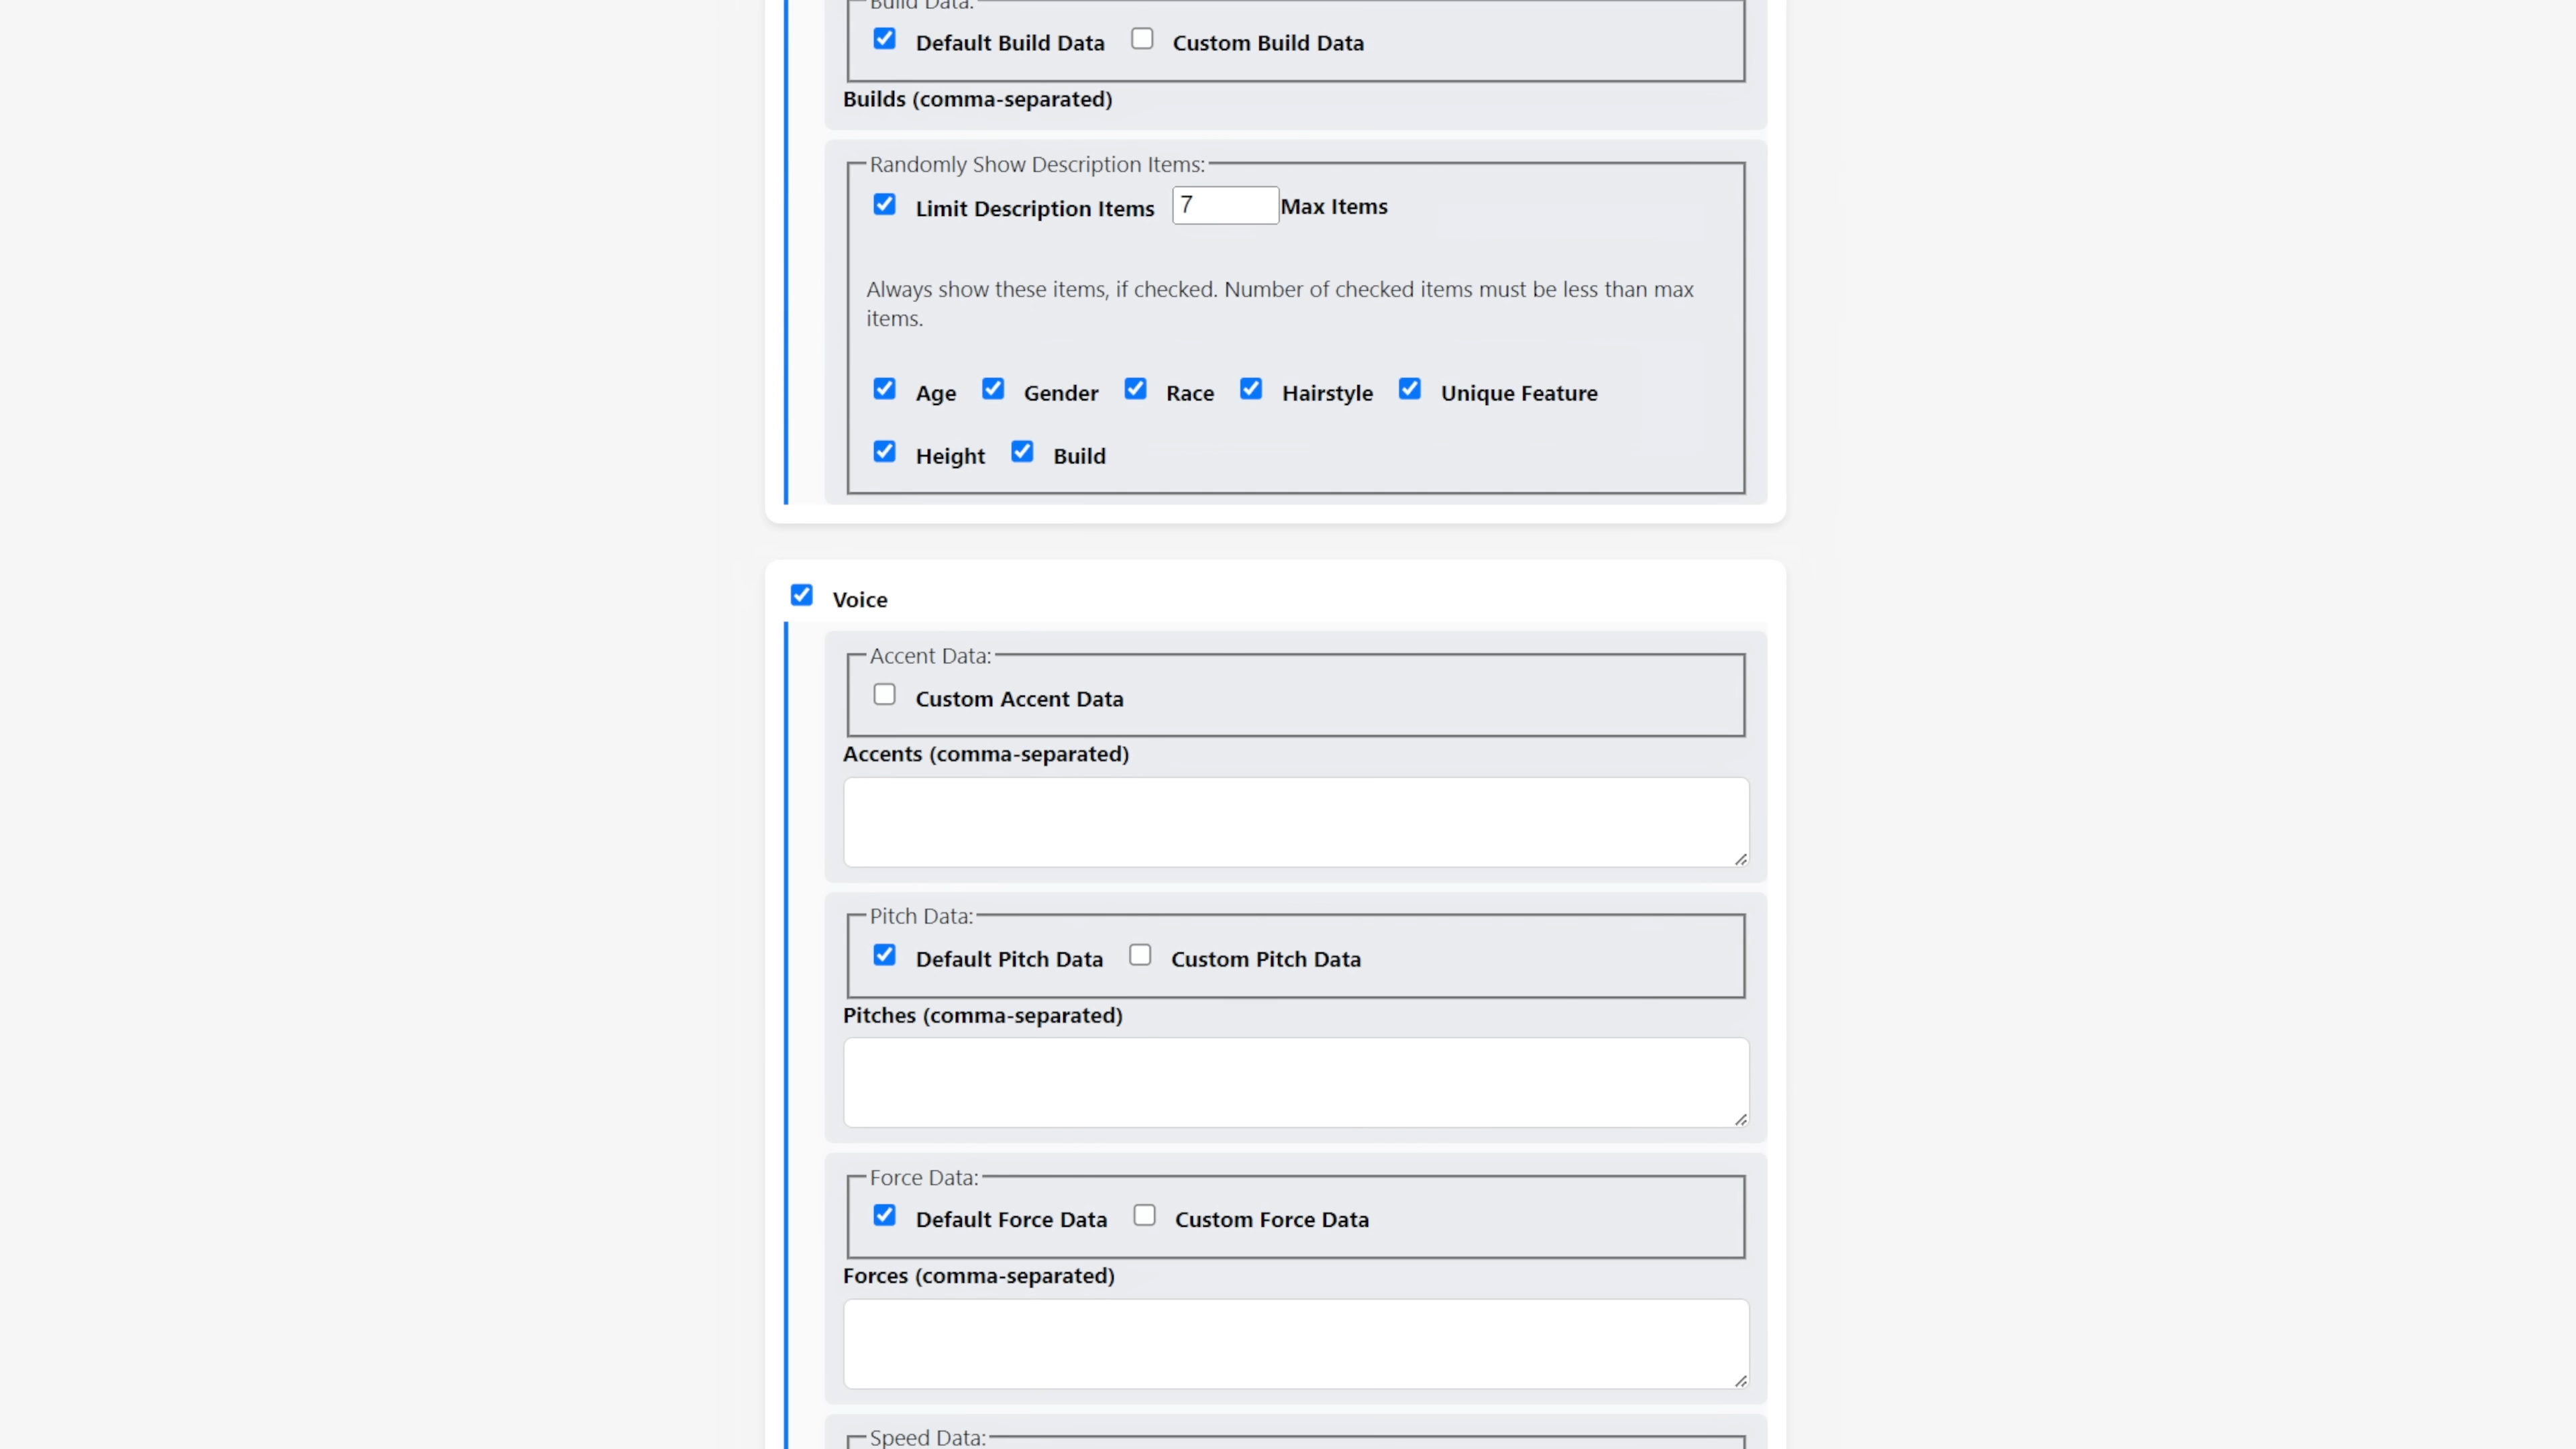 Build Data:
Default Build Data Custom Build Data
Builds (comma-separated)
Randomly Show Description Items:
Limit Description Items 7 Max Items
Always show these items, if checked. Number of checked items must be less than max
items.
Age Gender Race Hairstyle Unique Feature
Height Build
Voice
Accent Data:
Custom Accent Data
Accents (comma-separated)
Pitch Data:
Default Pitch Data Custom Pitch Data
Pitches (comma-separated)
Force Data:
Default Force Data Custom Force Data
Forces (comma-separated)
Speed Data: